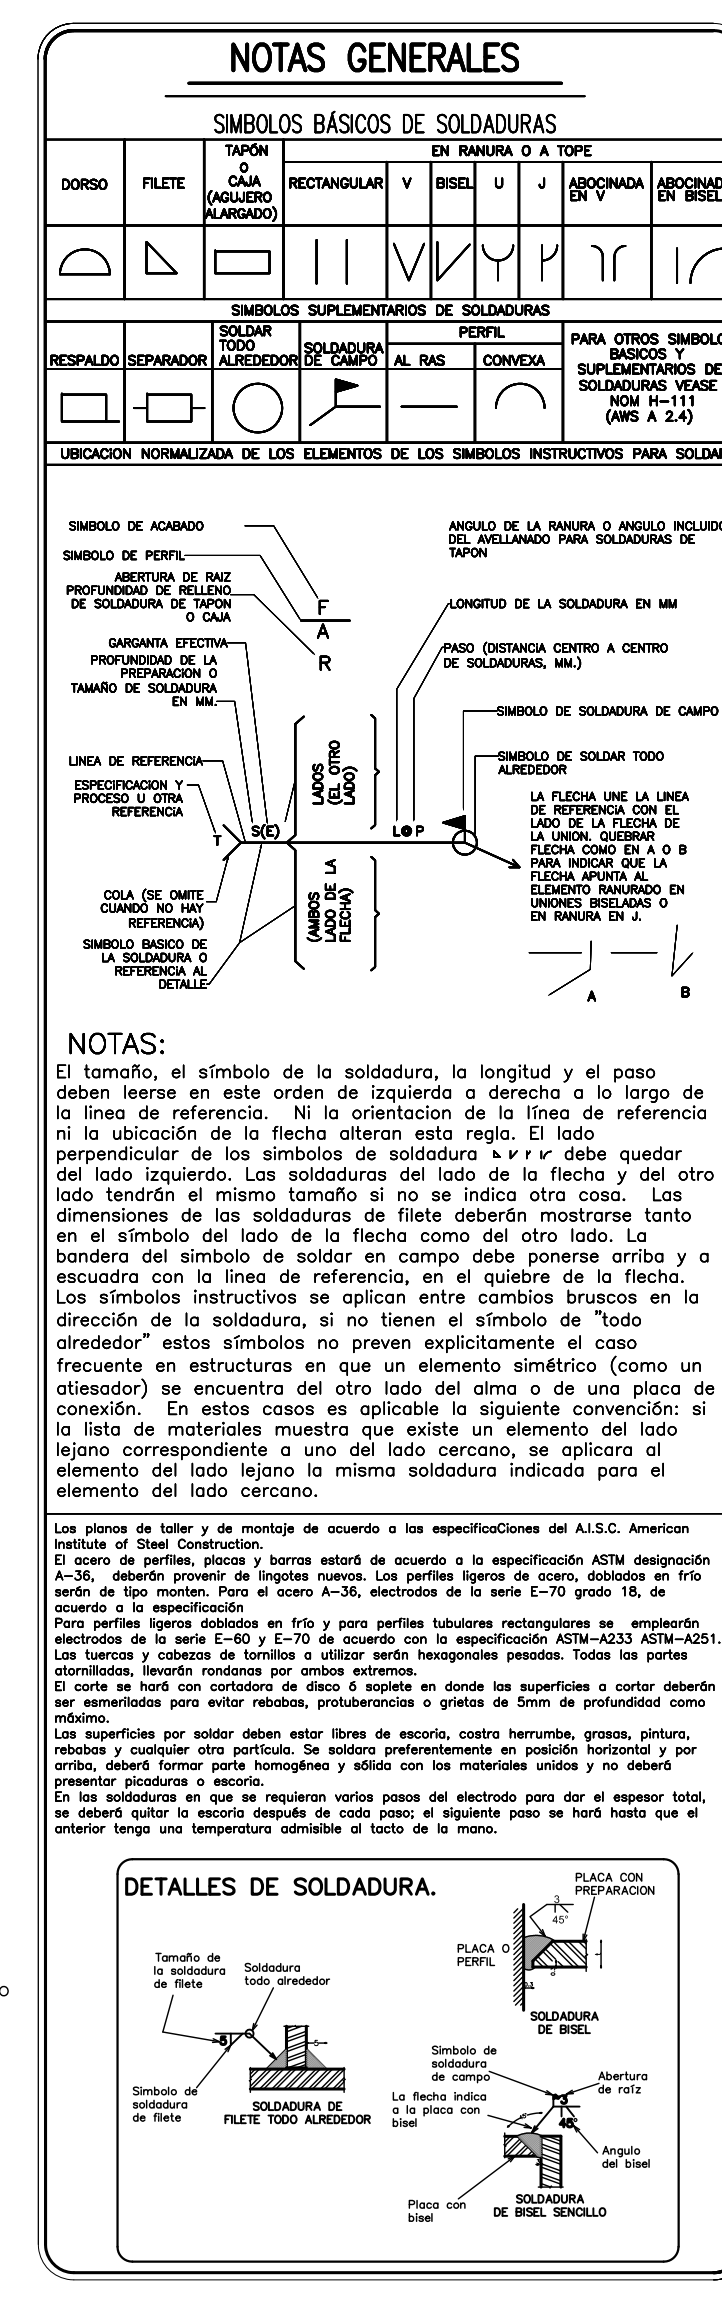 NOTAS GENERALES
SIMBOLOS BÁSICOS DE SOLDADURAS
DORSO
FILETE
TAPÓN
O
CAJA
(AGUJERO
ALARGADO)
EN RANURA O A TOPE
RECTANGULAR
V
BISEL
U
J
ABOCINADA
EN V
ABOCINAD
EN BISEL
SIMBOLOS SUPLEMENTARIOS DE SOLDADURAS
RESPALDO
SEPARADOR
SOLDAR
TODO
ALREDEDOR
SOLDADURA
DE CAMPO
PERFIL
AL RAS
CONVEXA
PARA OTROS SIMBOLO
BASICOS Y
SUPLEMENTARIOS DE
SOLDADURAS VEASE
NOM H-111
(AWS A 2.4)
UBICACION NORMALIZADA DE LOS ELEMENTOS DE LOS SIMBOLOS INSTRUCTIVOS PARA SOLDAR
SIMBOLO DE ACABADO
SIMBOLO DE PERFIL
ABERTURA DE RAIZ
PROFUNDIDAD DE RELLENO
DE SOLDADURA DE TAPON
O CAJA
GARGANTA EFECTIVA
PROFUNDIDAD DE LA
PREPARACION O
TAMAÑO DE SOLDADURA
EN MM.
LINEA DE REFERENCIA
ESPECIFICACION Y
PROCESO U OTRA
REFERENCIA
COLA (SE OMITE
CUANDO NO HAY
REFERENCIA)
SIMBOLO BASICO DE
LA SOLDADURA O
REFERENCIA AL
DETALLE
F
A
R
T
S(E)
LADOS
(EL OTRO
LADO)
(AMBOS
LADO DE LA
FLECHA)
L@P
ANGULO DE LA RANURA O ANGULO INCLUIDO
DEL AVELLANADO PARA SOLDADURAS DE
TAPON
LONGITUD DE LA SOLDADURA EN MM
PASO (DISTANCIA CENTRO A CENTRO
DE SOLDADURAS, MM.)
SIMBOLO DE SOLDADURA DE CAMPO
SIMBOLO DE SOLDAR TODO
ALREDEDOR
LA FLECHA UNE LA LINEA
DE REFERENCIA CON EL
LADO DE LA FLECHA DE
LA UNION. QUEBRAR
FLECHA COMO EN A O B
PARA INDICAR QUE LA
FLECHA APUNTA AL
ELEMENTO RANURADO EN
UNIONES BISELADAS O
EN RANURA EN J.
A
B
NOTAS:
El tamaño, el símbolo de la soldadura, la longitud y el paso
deben leerse en este orden de izquierda a derecha a lo largo de
la linea de referencia. Ni la orientacion de la línea de referencia
ni la ubicación de la flecha alteran esta regla. El lado
perpendicular de los simbolos de soldadura debe quedar
del lado izquierdo. Las soldaduras del lado de la flecha y del otro
lado tendrán el mismo tamaño si no se indica otra cosa. Las
dimensiones de las soldaduras de filete deberán mostrarse tanto
en el símbolo del lado de la flecha como del otro lado. La
bandera del simbolo de soldar en campo debe ponerse arriba y a
escuadra con la linea de referencia, en el quiebre de la flecha.
Los símbolos instructivos se aplican entre cambios bruscos en la
dirección de la soldadura, si no tienen el símbolo de "todo
alrededor" estos símbolos no preven explicitamente el caso
frecuente en estructuras en que un elemento simétrico (como un
atiesador) se encuentra del otro lado del alma o de una placa de
conexión. En estos casos es aplicable la siguiente convención: si
la lista de materiales muestra que existe un elemento del lado
lejano correspondiente a uno del lado cercano, se aplicara al
elemento del lado lejano la misma soldadura indicada para el
elemento del lado cercano.
Los planos de taller y de montaje de acuerdo a las especificaCiones del A.I.S.C. American
Institute of Steel Construction.
El acero de perfiles, placas y barras estará de acuerdo a la especificación ASTM designación
A-36, deberán provenir de lingotes nuevos. Los perfiles ligeros de acero, doblados en frío
serán de tipo monten. Para el acero A-36, electrodos de la serie E-70 grado 18, de
acuerdo a la especificación
Para perfiles ligeros doblados en frío y para perfiles tubulares rectangulares se emplearán
electrodos de la serie E-60 y E-70 de acuerdo con la especificación ASTM-A233 ASTM-A251.
Las tuercas y cabezas de tornillos a utilizar serán hexagonales pesadas. Todas las partes
atornilladas, llevarán rondanas por ambos extremos.
El corte se hará con cortadora de disco ó soplete en donde las superficies a cortar deberán
ser esmeriladas para evitar rebabas, protuberancias o grietas de 5mm de profundidad como
máximo.
Las superficies por soldar deben estar libres de escoria, costra herrumbe, grasas, pintura,
rebabas y cualquier otra partícula. Se soldara preferentemente en posición horizontal y por
arriba, deberá formar parte homogénea y sólida con los materiales unidos y no deberá
presentar picaduras o escoria.
En las soldaduras en que se requieran varios pasos del electrodo para dar el espesor total,
se deberá quitar la escoria después de cada paso; el siguiente paso se hará hasta que el
anterior tenga una temperatura admisible al tacto de la mano.
DETALLES DE SOLDADURA.
PLACA CON
PREPARACION
3
45°
PLACA O
PERFIL
SOLDADURA
DE BISEL
o
Tamaño de
la soldadura
de filete
Soldadura
todo alrededor
5
5
Simbolo de
soldadura
de filete
SOLDADURA DE
FILETE TODO ALREDEDOR
Simbolo de
soldadura
de campo
La flecha indica
a la placa con
bisel
Abertura
de raíz
3
45°
Angulo
del bisel
Placa con
bisel
SOLDADURA
DE BISEL SENCILLO